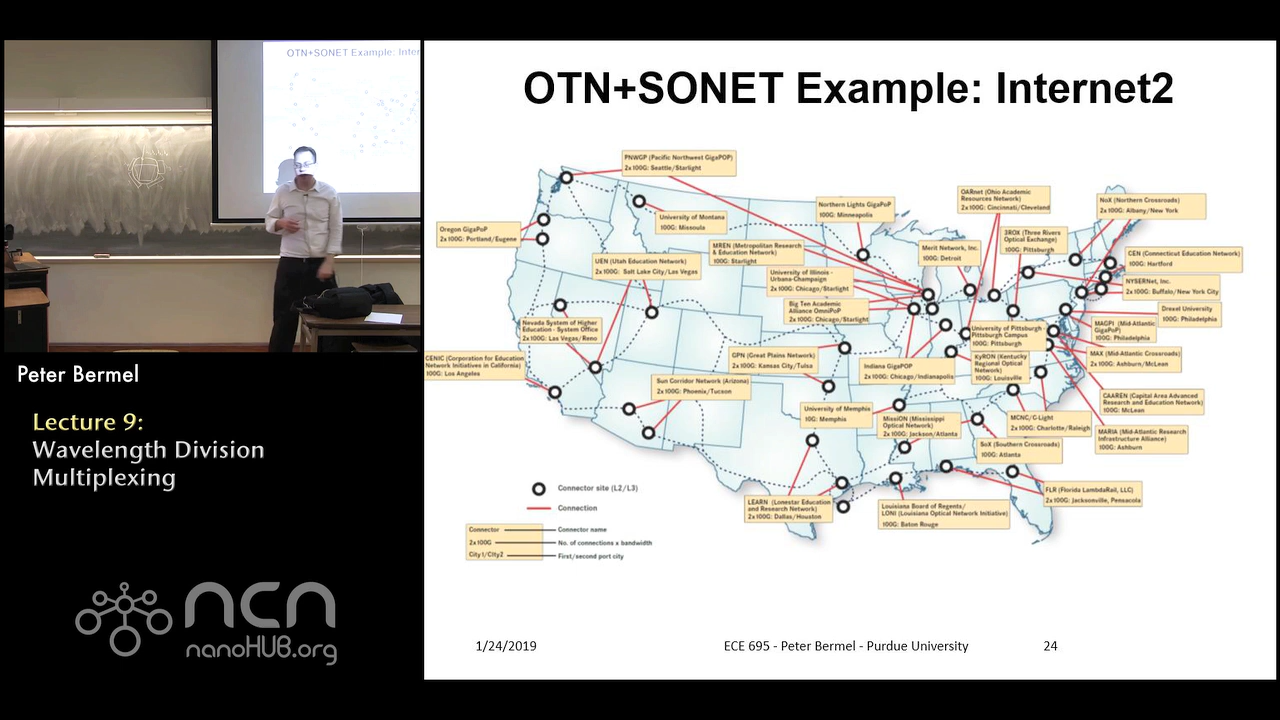 OTN+SONET Example: Inter
Peter Bermel
Lecture 9:
Wavelength Division
Multiplexing
ncn
nanoHUB.org
OTN+SONET Example: Internet2
PNWGP (Pacific Northwest GigaPOP)
2x 100G: Seattle/Starlight
Oregon GigaPoP
2x 100G: Portland/Eugene
University of Montana
100G: Missoula
UEN (Utah Education Network)
2x 100G: Salt Lake City/Las Vegas
MREN (Metropolitan Research
& Education Network)
100G: Starlight
Northern Lights GigaPoP
100G: Minneapolis
University of Illinois -
Urbana-Champaign
2x 100G: Chicago/Starlight
Big Ten Academic
Alliance OmniPoP
2x 100G: Chicago/Starlight
Merit Network, Inc.
100G: Detroit
OARnet (Ohio Academic
Resources Network)
2x 100G: Cincinnati/Cleveland
3ROX (Three Rivers
Optical Exchange)
100G: Pittsburgh
NoX (Northern Crossroads)
2x 100G: Albany/New York
CEN (Connecticut Education Network)
100G: Hartford
NYSERNet, Inc.
2x 100G: Buffalo/New York City
Drexel University
100G: Philadelphia
MAGPI (Mid-Atlantic
GigaPoP)
100G: Philadelphia
MAX (Mid-Atlantic Crossroads)
2x 100G: Ashburn/McLean
CAAREN (Capital Area Advanced
Research and Education Network)
100G: McLean
MARIA (Mid-Atlantic Research
Infrastructure Alliance)
100G: Ashburn
University of Pittsburgh -
Pittsburgh Campus
100G: Pittsburgh
KyRON (Kentucky
Regional Optical
Network)
100G: Louisville
Indiana GigaPOP
2x 100G: Chicago/Indianapolis
Nevada System of Higher
Education - System Office
2x 100G: Las Vegas/Reno
CENIC (Corporation for Education
Network Initiatives in California)
100G: Los Angeles
Sun Corridor Network (Arizona)
2x 100G: Phoenix/Tucson
GPN (Great Plains Network)
2x 100G: Kansas City/Tulsa
University of Memphis
10G: Memphis
MissiON (Mississippi
Optical Network)
2x 100G: Jackson/Atlanta
MCNC/C-Light
2x 100G: Charlotte/Raleigh
SoX (Southern Crossroads)
100G: Atlanta
FLR (Florida LambdaRail, LLC)
2x 100G: Jacksonville, Pensacola
LEARN (Lonestar Education
and Research Network)
2x 100G: Dallas/Houston
Louisiana Board of Regents/
LONI (Louisiana Optical Network Initiative)
100G: Baton Rouge
Connector site (L2/L3)
Connection
Connector Connector name
2x 100G No. of connections x bandwidth
City1/City2 First/second port city
1/24/2019 ECE 695 - Peter Bermel - Purdue University 24